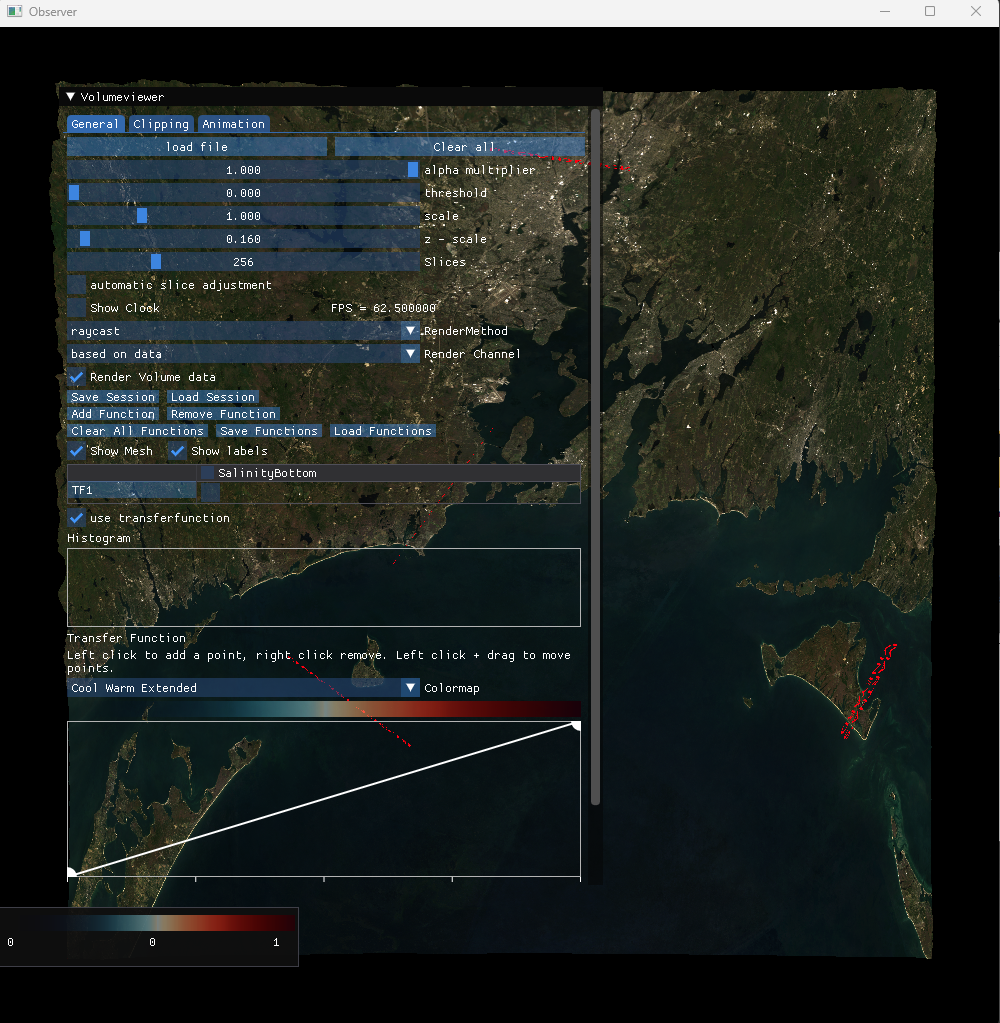 Observer
Volumeviewer
General Clipping Animation
load file Clear all
1.000 alpha multiplier
0.000 threshold
1.000 scale
0.160 z - scale
256 Slices
automatic slice adjustment
Show Clock FPS = 62.500000
raycast RenderMethod
based on data Render Channel
Render Volume data
Save Session Load Session
Add Function Remove Function
Clear All Functions Save Functions Load Functions
Show Mesh Show labels
SalinityBottom
TF1
use transferfunction
Histogram
Transfer Function
Left click to add a point, right click remove. Left click + drag to move
points.
Cool Warm Extended Colormap
0 0 1